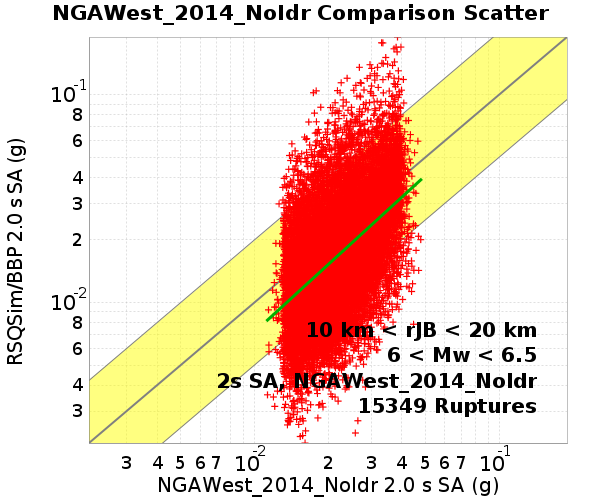 NGAWest_2014_NoIdr Comparison Scatter
RSQSim/BBP 2.0 s SA (g)
10-1
8
6
4
3
2
10-2
8
6
4
3
10 km < rJB < 20 km
6 < Mw < 6.5
2s SA, NGAWest_2014_NoIdr
15349 Ruptures
3 4 5 6 7 10-2 2 3 4 5 6 7 10-1
NGAWest_2014_NoIdr 2.0 s SA (g)